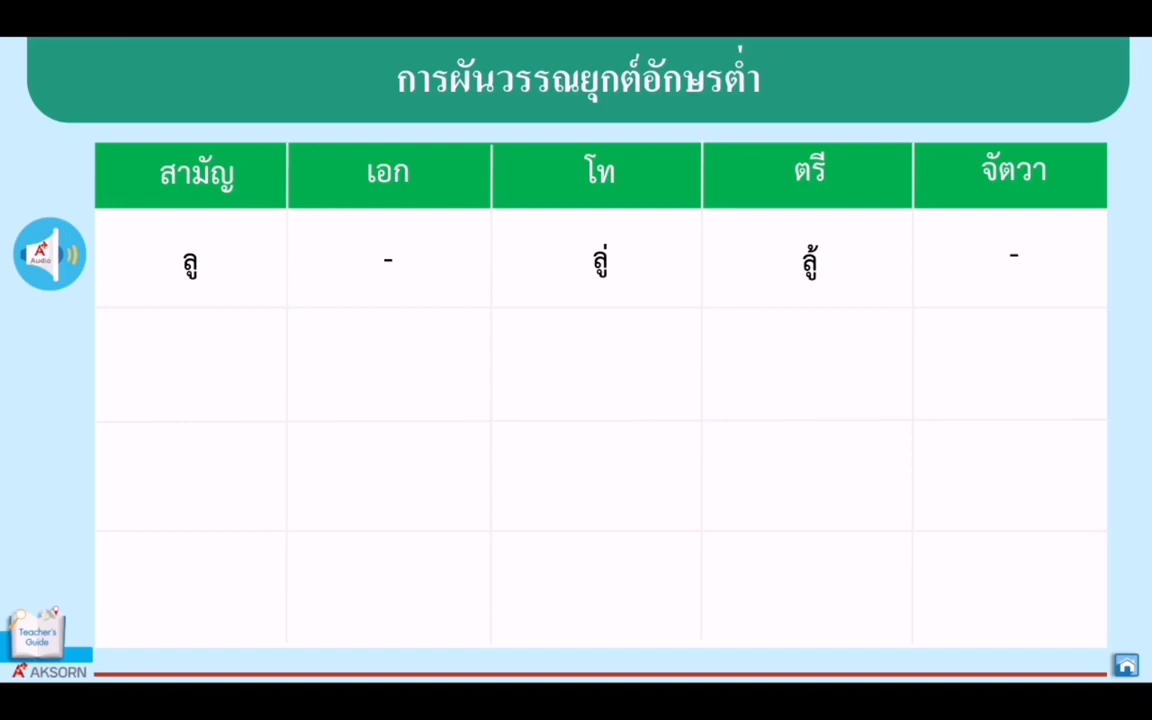 การผันวรรณยุกต์อักษรต่ำ
สามัญ เอก โท ตรี จัตวา
ลู - ลู่ ลู้ -
A+
Audio
Teacher's
Guide
A+ AKSORN